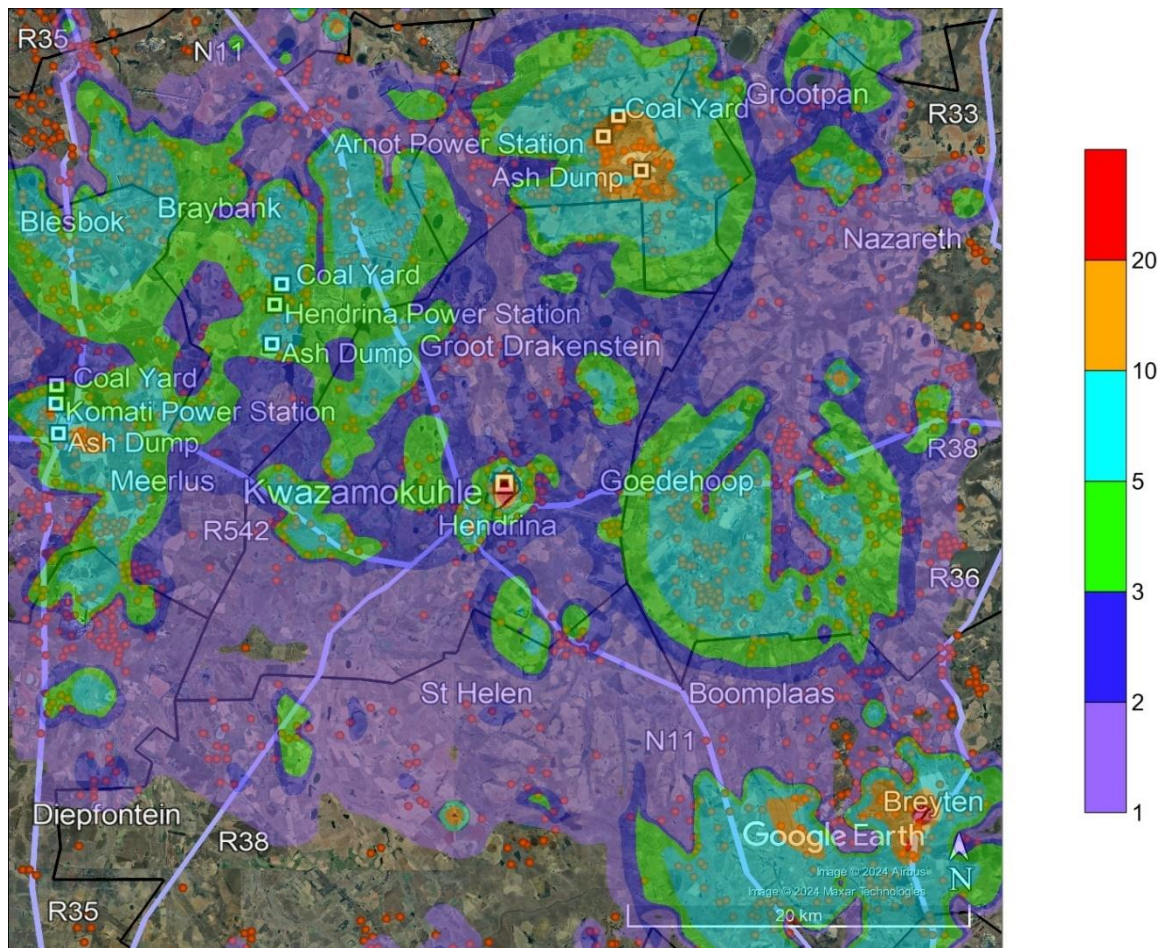 R35
N11
Grootpan
Coal Yard
R33
Arnot Power Station
Ash Dump
Braybank
Blesbok
Nazareth
Coal Yard
Hendrina Power Station
Ash Dump
Groot Drakenstein
Coal Yard
Komati Power Station
Ash Dump
R38
Meerlus
Kwazamokuhle
Goedehoop
Hendrina
R542
R36
St Helen
Boomplaas
N11
Breyten
Diepfontein
Google Earth
R38
Image © 2024 Airbus
N
Image © 2024 Maxar Technologies
R35
20 km
20
10
5
3
2
1